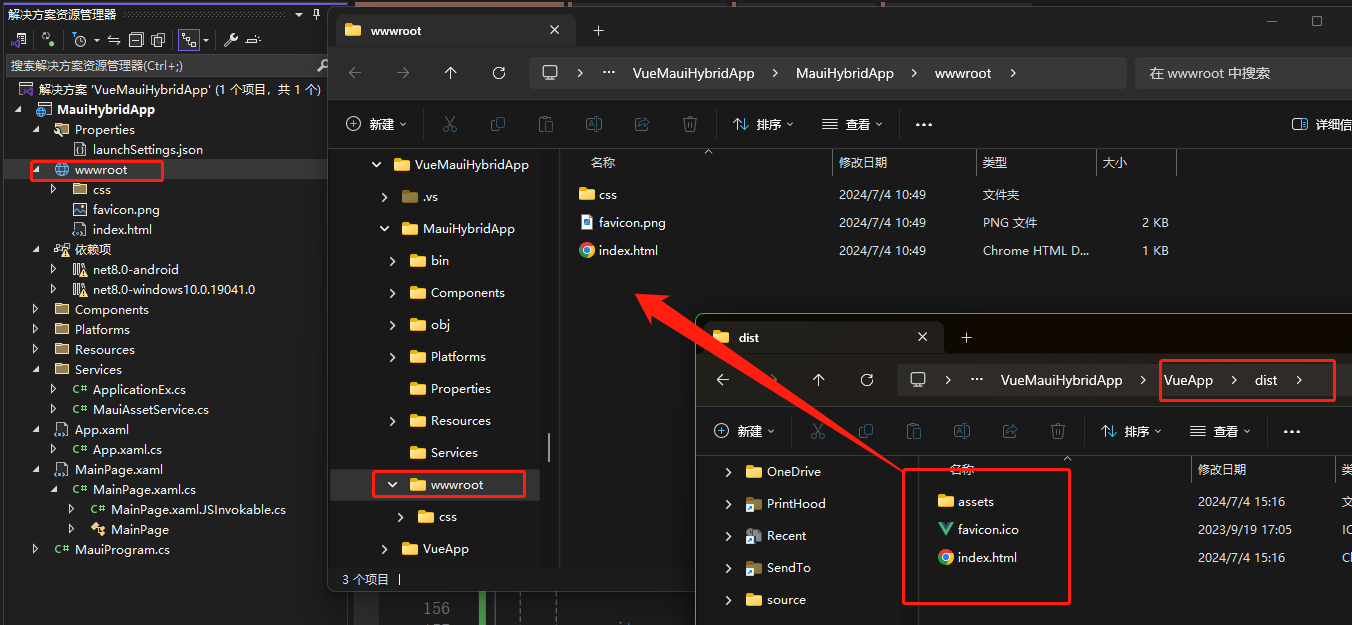 解决方案资源管理器
搜索解决方案资源管理器(Ctrl+;)
解决方案 'VueMauiHybridApp' (1 个项目，共 1 个)
MauiHybridApp
Properties
launchSettings.json
wwwroot
css
favicon.png
index.html
依赖项
net8.0-android
net8.0-windows10.0.19041.0
Components
Platforms
Resources
Services
C# ApplicationEx.cs
C# MauiAssetService.cs
App.xaml
C# App.xaml.cs
MainPage.xaml
C# MainPage.xaml.cs
C# MainPage.xaml.JSInvokable.cs
MainPage
C# MauiProgram.cs
wwwroot
VueMauiHybridApp > MauiHybridApp > wwwroot >
在 wwwroot 中搜索
新建
排序
查看
详细信
VueMauiHybridApp
.vs
MauiHybridApp
bin
Components
obj
Platforms
Properties
Resources
Services
wwwroot
css
VueApp
3 个项目
名称 修改日期 类型 大小
css 2024/7/4 10:49 文件夹
favicon.png 2024/7/4 10:49 PNG 文件 2 KB
index.html 2024/7/4 10:49 Chrome HTML D... 1 KB
dist
VueMauiHybridApp > VueApp > dist >
新建
排序
查看
OneDrive
PrintHood
Recent
SendTo
source
名称 修改日期
assets 2024/7/4 15:16
favicon.ico 2023/9/19 17:05
index.html 2024/7/4 15:16
156